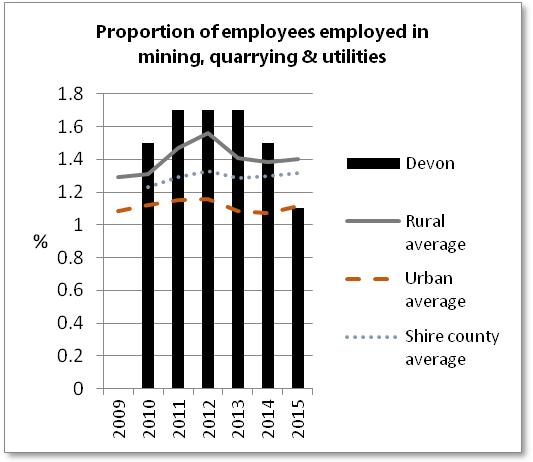 Proportion of employees employed in
mining, quarrying & utilities
1.8
1.6
1.4
1.2
1
0.8
0.6
0.4
0.2
0
%
2009
2010
2011
2012
2013
2014
2015
Devon
Rural
average
Urban
average
Shire county
average